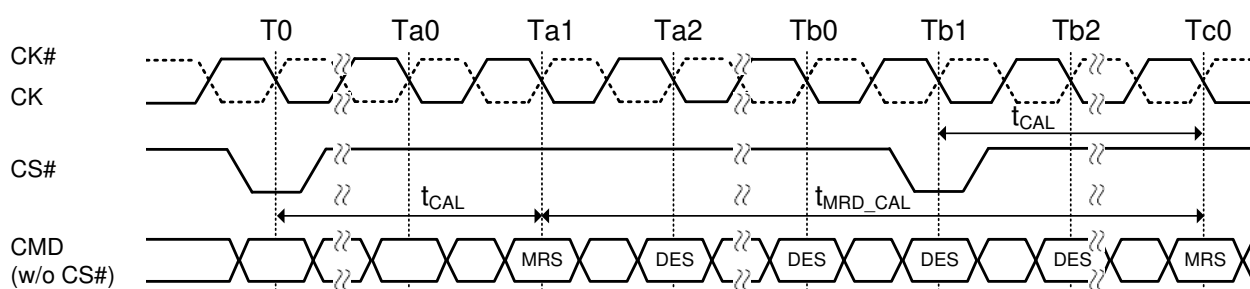 T0 Ta0 Ta1 Ta2 Tb0 Tb1 Tb2 Tc0
CK#
CK
tCAL
CS#
tCAL tMRD_CAL
CMD MRS DES DES DES DES MRS
(w/o CS#)